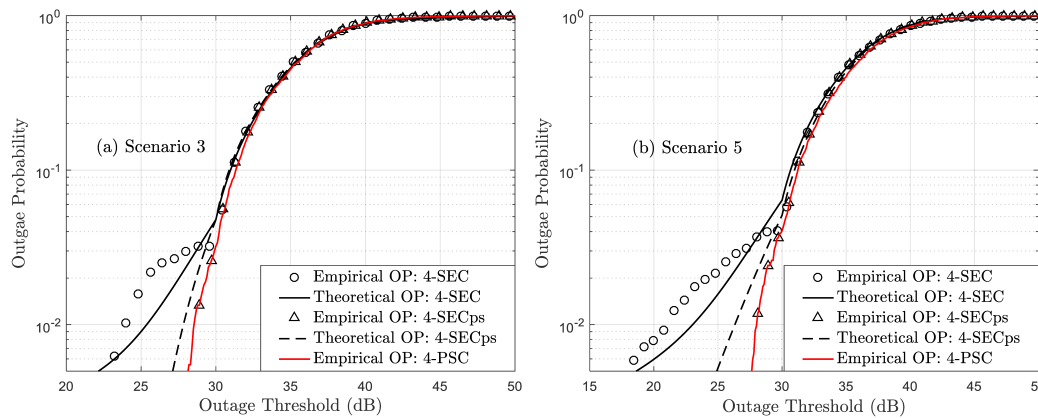 10^0
10^-1
10^-2
Outgae Probability
(a) Scenario 3
Empirical OP: 4-SEC
Theoretical OP: 4-SEC
Empirical OP: 4-SECps
Theoretical OP: 4-SECps
Empirical OP: 4-PSC
20 25 30 35 40 45 50
Outage Threshold (dB)
10^0
10^-1
10^-2
Outgae Probability
(b) Scenario 5
Empirical OP: 4-SEC
Theoretical OP: 4-SEC
Empirical OP: 4-SECps
Theoretical OP: 4-SECps
Empirical OP: 4-PSC
15 20 25 30 35 40 45 50
Outage Threshold (dB)